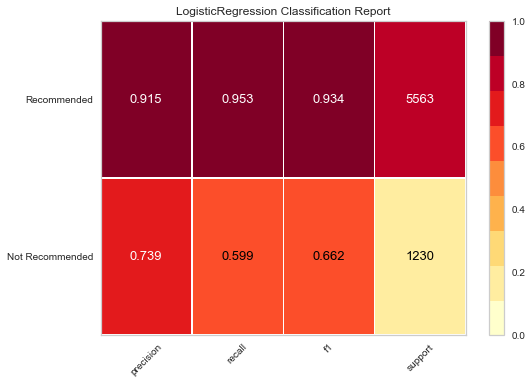 LogisticRegression Classification Report
Recommended 0.915 0.953 0.934 5563
Not Recommended 0.739 0.599 0.662 1230
precision recall f1 support
1.0
0.8
0.6
0.4
0.2
0.0